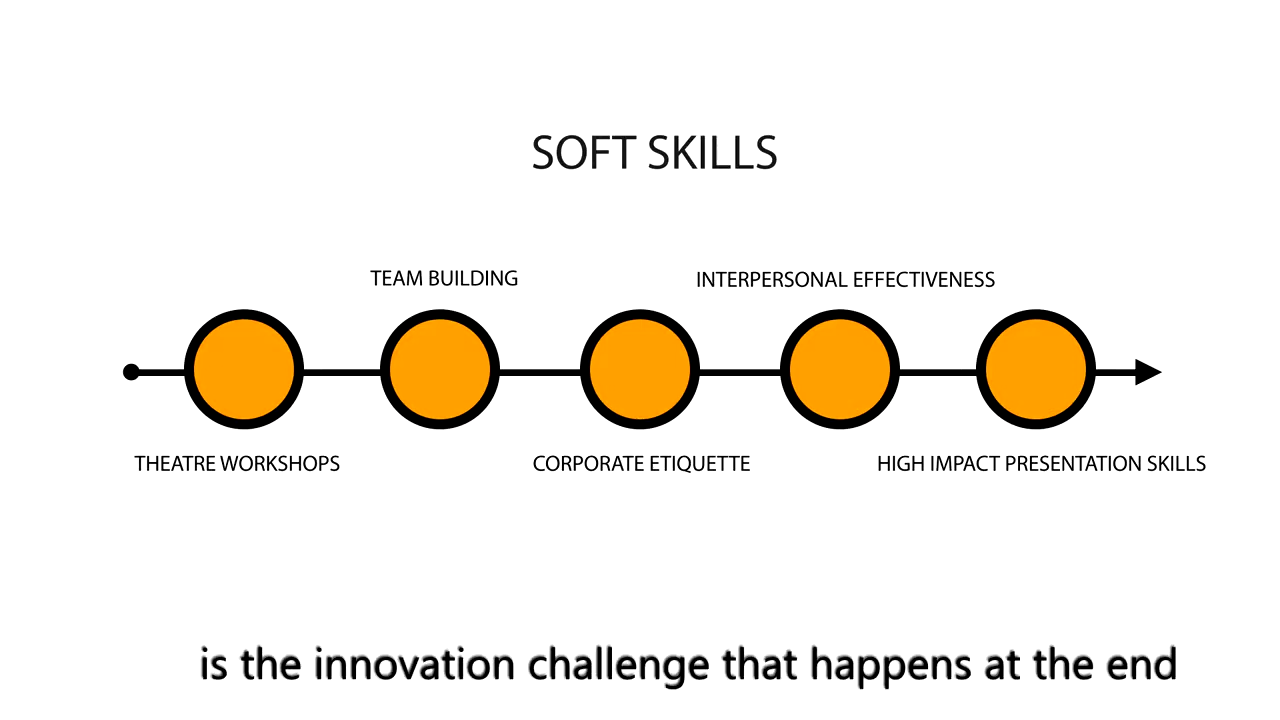 SOFT SKILLS
TEAM BUILDING
INTERPERSONAL EFFECTIVENESS
THEATRE WORKSHOPS
CORPORATE ETIQUETTE
HIGH IMPACT PRESENTATION SKILLS
is the innovation challenge that happens at the end